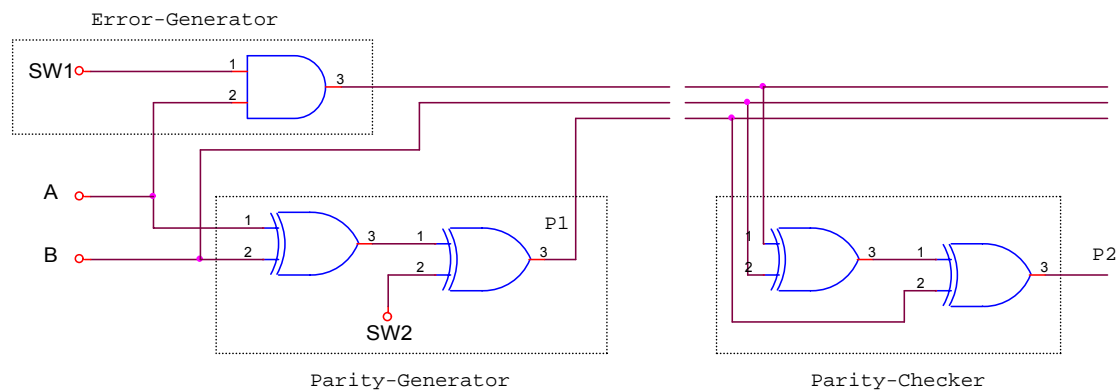 Error-Generator
SW1
1
2
3
A
B
1
2
3
1
2
3
P1
SW2
1
2
3
1
2
3
P2
Parity-Generator
Parity-Checker